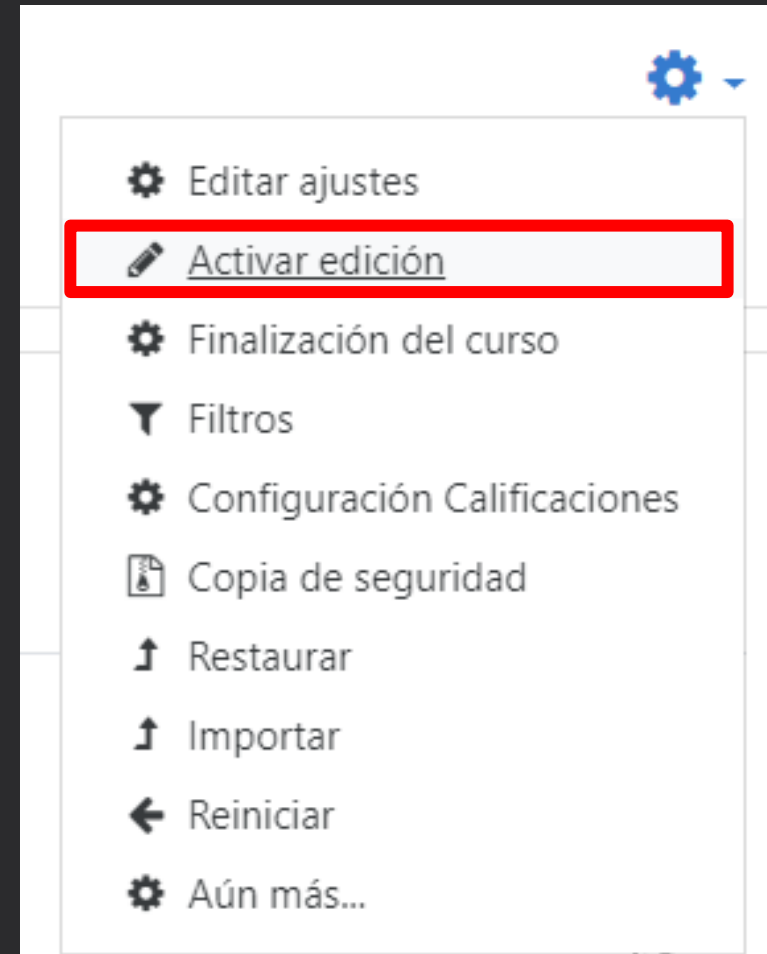 Editar ajustes
Activar edición
Finalización del curso
Filtros
Configuración Calificaciones
Copia de seguridad
Restaurar
Importar
Reiniciar
Aún más...